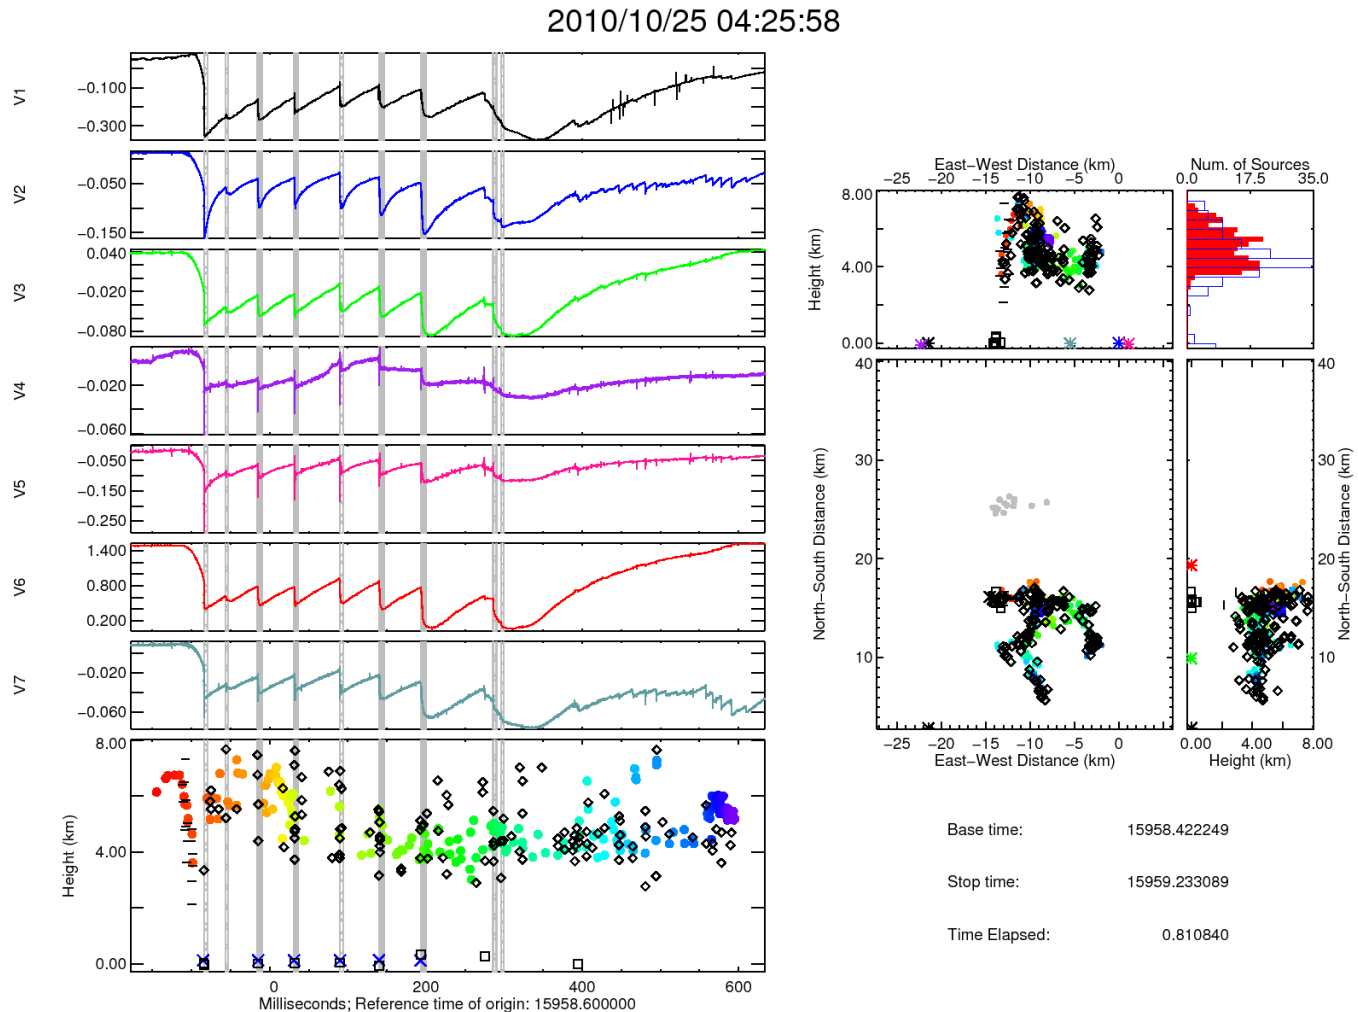 2010/10/25 04:25:58
V1
−0.100
−0.300
V2
−0.050
−0.150
V3
0.040
−0.020
−0.080
V4
−0.020
−0.060
V5
−0.050
−0.150
−0.250
V6
1.400
0.800
0.200
V7
−0.020
−0.060
Height (km)
8.00
4.00
0.00
0 200 400 600
Milliseconds; Reference time of origin: 15958.600000
East−West Distance (km)
−25 −20 −15 −10 −5 0
Height (km)
8.00
4.00
0.00
Num. of Sources
0.0 17.5 35.0
North−South Distance (km)
40
30
20
10
−25 −20 −15 −10 −5 0
East−West Distance (km)
40
30
20
10
North−South Distance (km)
0.00 4.00 8.00
Height (km)
Base time: 15958.422249
Stop time: 15959.233089
Time Elapsed: 0.810840